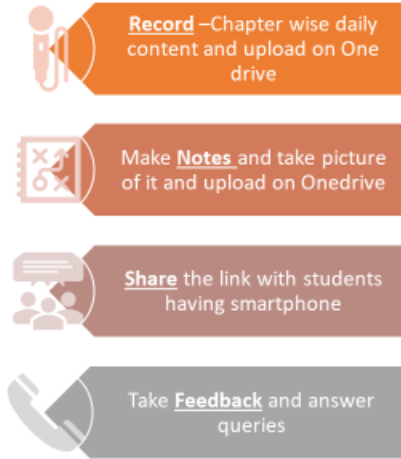 Record –Chapter wise daily
content and upload on One
drive
Make Notes and take picture
of it and upload on Onedrive
Share the link with students
having smartphone
Take Feedback and answer
queries